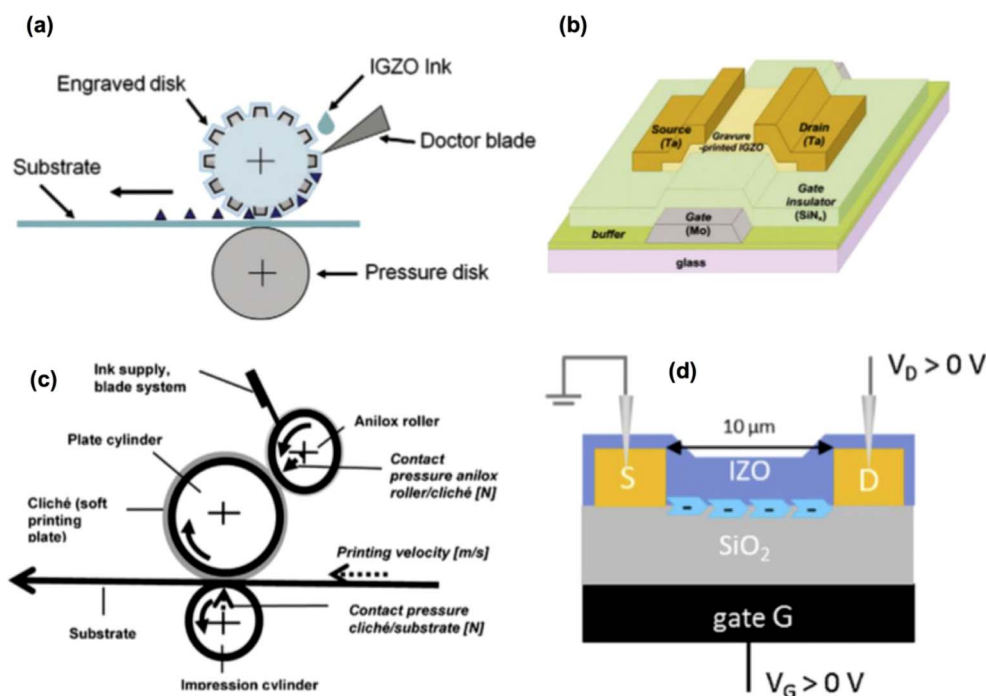 (a)
IGZO Ink
Engraved disk
Doctor blade
Substrate
Pressure disk
(b)
Source
(Ta)
Gravure
-printed IGZO
Drain
(Ta)
Gate
insulator
(SiNx)
Gate
(Mo)
buffer
glass
(c)
Ink supply,
blade system
Anilox roller
Plate cylinder
Contact
pressure anilox
roller/cliché [N]
Cliché (soft
printing
plate)
Printing velocity [m/s]
Contact pressure
cliché/substrate [N]
Substrate
Impression cylinder
(d)
V_D > 0 V
10 µm
S
IZO
D
- - - -
SiO₂
gate G
V_G > 0 V